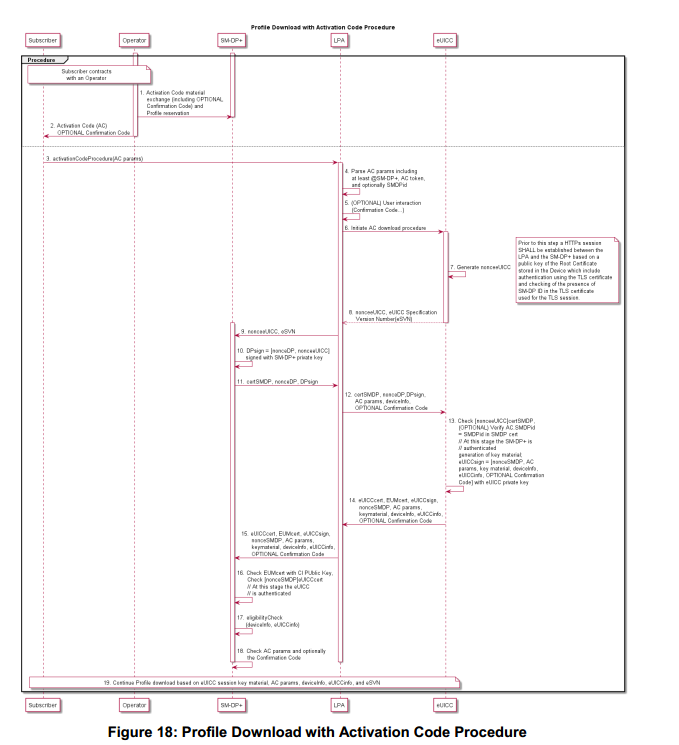 Profile Download with Activation Code Procedure
Subscriber
Operator
SM-DP+
LPA
eUICC
Procedure
Subscriber contracts
with an Operator
1. Activation Code material
exchange (including OPTIONAL
Confirmation Code) and
Profile reservation
2. Activation Code (AC)
OPTIONAL Confirmation Code
3. activationCodeProcedure(AC params)
4. Parse AC params including
at least @SM-DP+, AC token,
and optionally SMDPid
5. (OPTIONAL) User interaction
(Confirmation Code...)
6. Initiate AC download procedure
Prior to this step a HTTPs session
SHALL be established between the
LPA and the SM-DP+ based on a
public key of the Root Certificate
stored in the Device which include
authentication using the TLS certificate
and checking of the presence of
SM-DP ID in the TLS certificate
used for the TLS session.
7. Generate nonceeUICC
8. nonceeUICC, eUICC Specification
Version Number(eSVN)
9. nonceeUICC, eSVN
10. DPsign = [nonceDP, nonceeUICC]
signed with SM-DP+ private key
11. certSMDP, nonceDP, DPsign
12. certSMDP, nonceDP,DPsign,
AC params, deviceInfo,
OPTIONAL Confirmation Code
13. Check [nonceeUICC]certSMDP,
(OPTIONAL) Verify AC SMDPid
= SMDPid in SMDP cert
// At this stage the SM-DP+ is
// authenticated
generation of key material;
eUICCsign = [nonceSMDP, AC
params, key material, deviceInfo,
eUICCinfo, OPTIONAL Confirmation
Code] with eUICC private key
14. eUICCcert, EUMcert, eUICCsign,
nonceSMDP, AC params,
keymaterial, deviceInfo, eUICCinfo,
OPTIONAL Confirmation Code
15. eUICCcert, EUMcert, eUICCsign,
nonceSMDP, AC params,
keymaterial, deviceInfo, eUICCinfo,
OPTIONAL Confirmation Code
16. Check EUMcert with CI PUblic Key,
Check [nonceSMDP]eUICCcert
// At this stage the eUICC
// is authenticated
17. eligibilityCheck
(deviceInfo, eUICCinfo)
18. Check AC params and optionally
the Confirmation Code
19. Continue Profile download based on eUICC session key material, AC params, deviceInfo, eUICCinfo, and eSVN
Subscriber
Operator
SM-DP+
LPA
eUICC
Figure 18: Profile Download with Activation Code Procedure